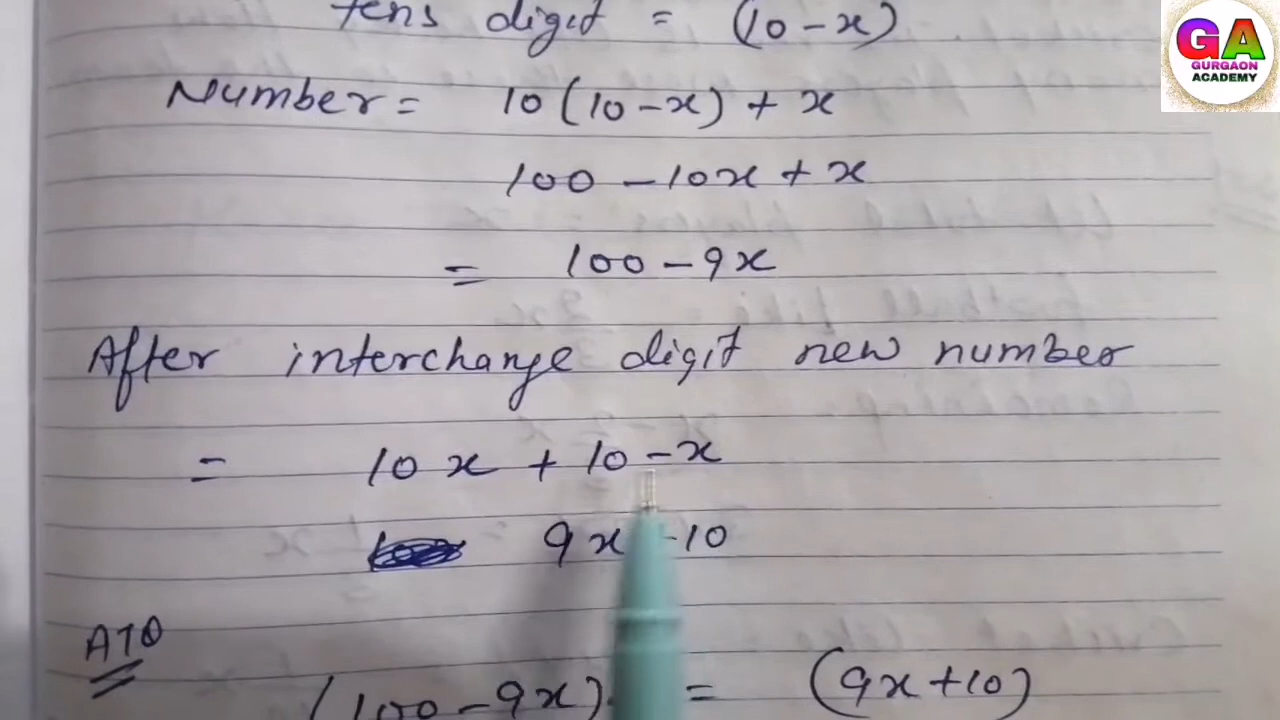 tens digit = (10-x)
GA
GURGAON
ACADEMY
Number = 10(10-x) + x
100 - 10x + x
= 100 - 9x
After interchange digit new number
= 10x + 10 - x
9x 10
ATQ
(100 - 9x) = (9x + 10)